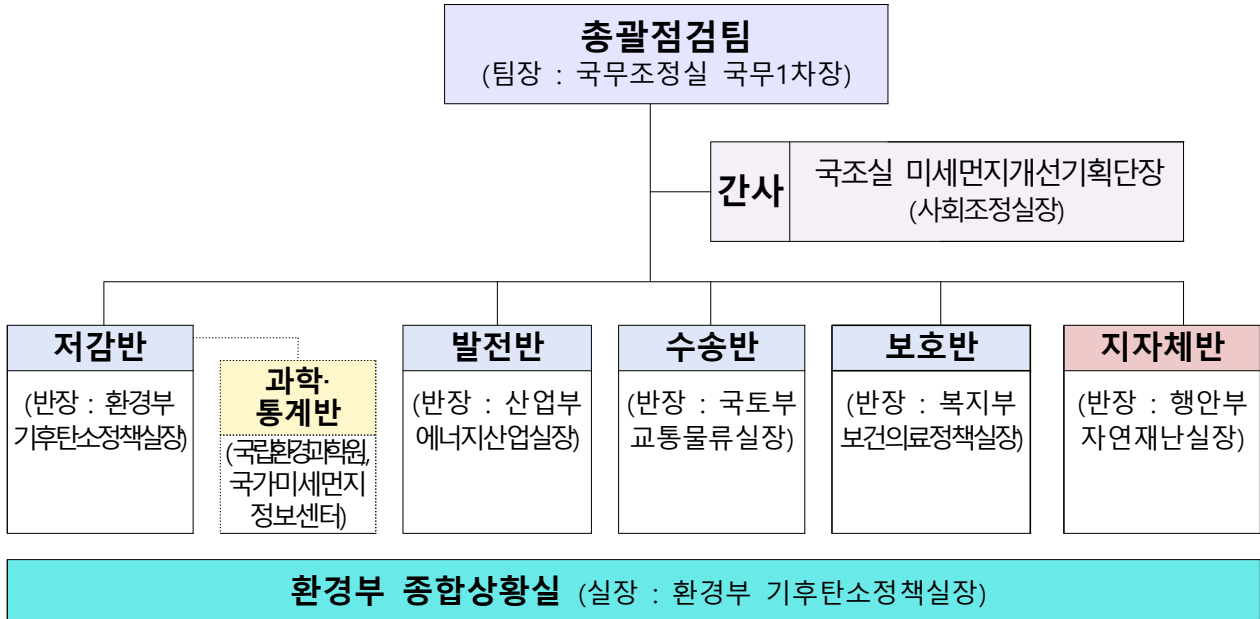 총괄점검팀
(팀장 : 국무조정실 국무1차장)
간사
국조실 미세먼지개선기획단장
(사회조정실장)
저감반
(반장 : 환경부
기후탄소정책실장)
과학·
통계반
(국립환경과학원,
국가미세먼지
정보센터)
발전반
(반장 : 산업부
에너지산업실장)
수송반
(반장 : 국토부
교통물류실장)
보호반
(반장 : 복지부
보건의료정책실장)
지자체반
(반장 : 행안부
자연재난실장)
환경부 종합상황실 (실장 : 환경부 기후탄소정책실장)